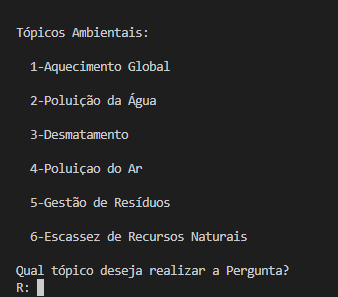 Tópicos Ambientais:
1-Aquecimento Global
2-Poluição da Água
3-Desmatamento
4-Poluiçao do Ar
5-Gestão de Resíduos
6-Escassez de Recursos Naturais
Qual tópico deseja realizar a Pergunta?
R: